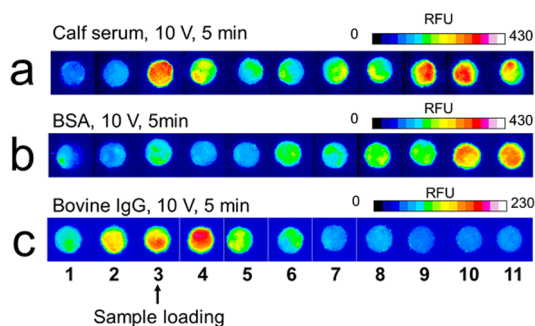 Calf serum, 10 V, 5 min
0 RFU 430
a
BSA, 10 V, 5min
0 RFU 430
b
Bovine IgG, 10 V, 5 min
0 RFU 230
c
1 2 3 4 5 6 7 8 9 10 11
Sample loading